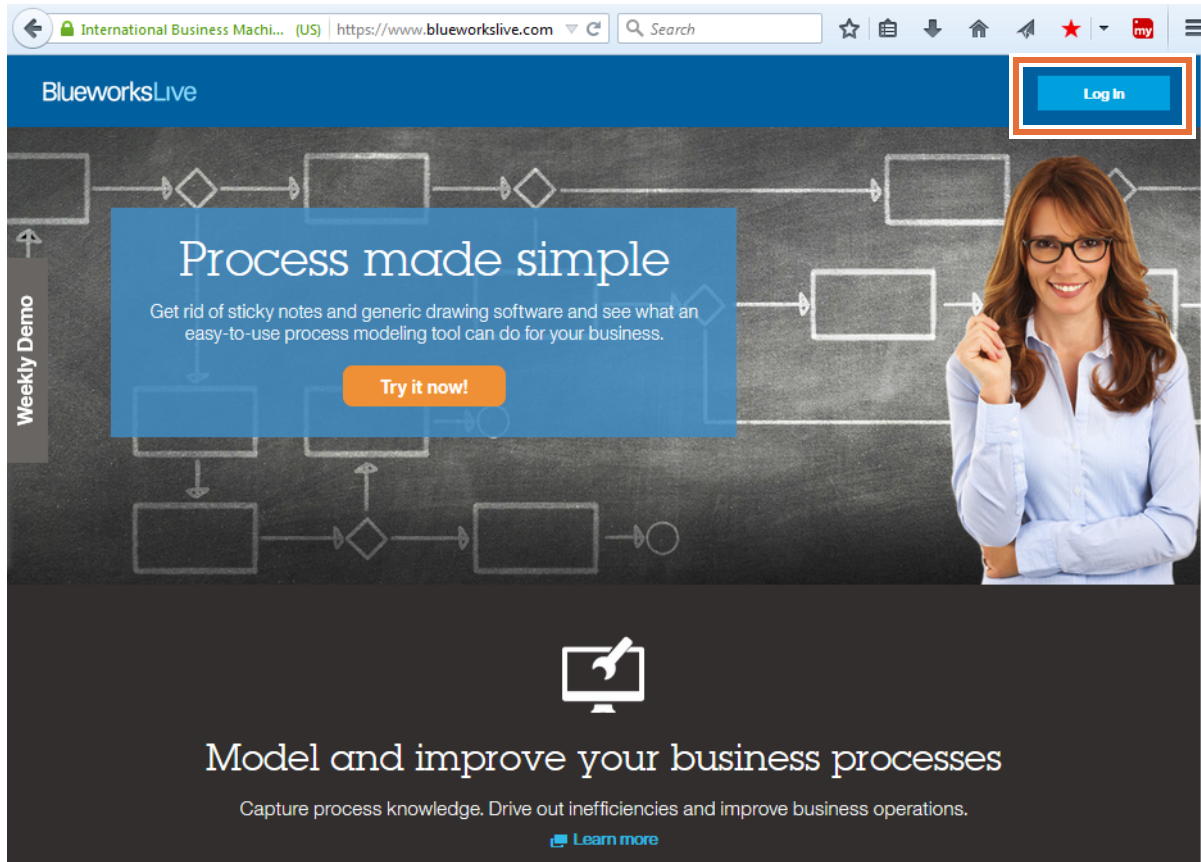 International Business Machi... (US) https://www.blueworkslive.com Search
my
BlueworksLive
Log In
Process made simple
Get rid of sticky notes and generic drawing software and see what an
easy-to-use process modeling tool can do for your business.
Try it now!
Weekly Demo
Model and improve your business processes
Capture process knowledge. Drive out inefficiencies and improve business operations.
Learn more